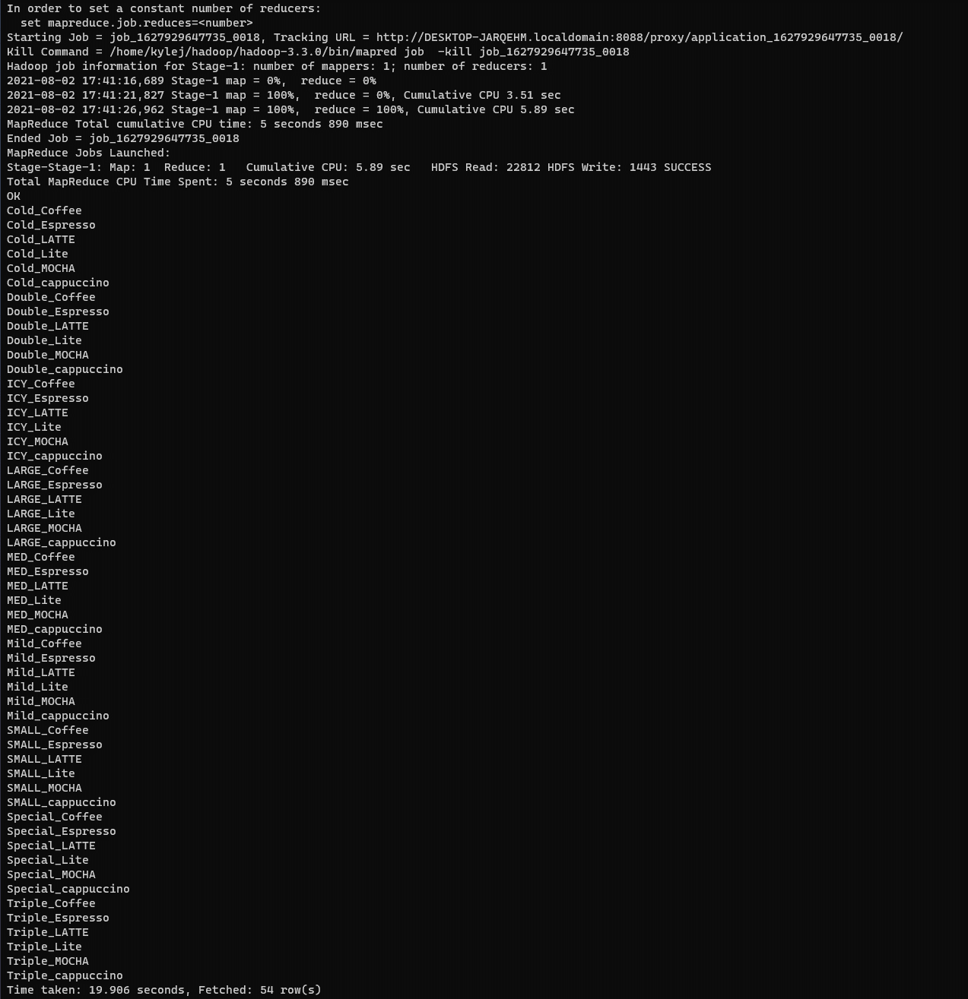 In order to set a constant number of reducers:
  set mapreduce.job.reduces=<number>
Starting Job = job_1627929647735_0018, Tracking URL = http://DESKTOP-JARQEHM.localdomain:8088/proxy/application_1627929647735_0018/
Kill Command = /home/kylej/hadoop/hadoop-3.3.0/bin/mapred job  -kill job_1627929647735_0018
Hadoop job information for Stage-1: number of mappers: 1; number of reducers: 1
2021-08-02 17:41:16,689 Stage-1 map = 0%,  reduce = 0%
2021-08-02 17:41:21,827 Stage-1 map = 100%,  reduce = 0%, Cumulative CPU 3.51 sec
2021-08-02 17:41:26,962 Stage-1 map = 100%,  reduce = 100%, Cumulative CPU 5.89 sec
MapReduce Total cumulative CPU time: 5 seconds 890 msec
Ended Job = job_1627929647735_0018
MapReduce Jobs Launched:
Stage-Stage-1: Map: 1  Reduce: 1   Cumulative CPU: 5.89 sec   HDFS Read: 22812 HDFS Write: 1443 SUCCESS
Total MapReduce CPU Time Spent: 5 seconds 890 msec
OK
Cold_Coffee
Cold_Espresso
Cold_LATTE
Cold_Lite
Cold_MOCHA
Cold_cappuccino
Double_Coffee
Double_Espresso
Double_LATTE
Double_Lite
Double_MOCHA
Double_cappuccino
ICY_Coffee
ICY_Espresso
ICY_LATTE
ICY_Lite
ICY_MOCHA
ICY_cappuccino
LARGE_Coffee
LARGE_Espresso
LARGE_LATTE
LARGE_Lite
LARGE_MOCHA
LARGE_cappuccino
MED_Coffee
MED_Espresso
MED_LATTE
MED_Lite
MED_MOCHA
MED_cappuccino
Mild_Coffee
Mild_Espresso
Mild_LATTE
Mild_Lite
Mild_MOCHA
Mild_cappuccino
SMALL_Coffee
SMALL_Espresso
SMALL_LATTE
SMALL_Lite
SMALL_MOCHA
SMALL_cappuccino
Special_Coffee
Special_Espresso
Special_LATTE
Special_Lite
Special_MOCHA
Special_cappuccino
Triple_Coffee
Triple_Espresso
Triple_LATTE
Triple_Lite
Triple_MOCHA
Triple_cappuccino
Time taken: 19.906 seconds, Fetched: 54 row(s)